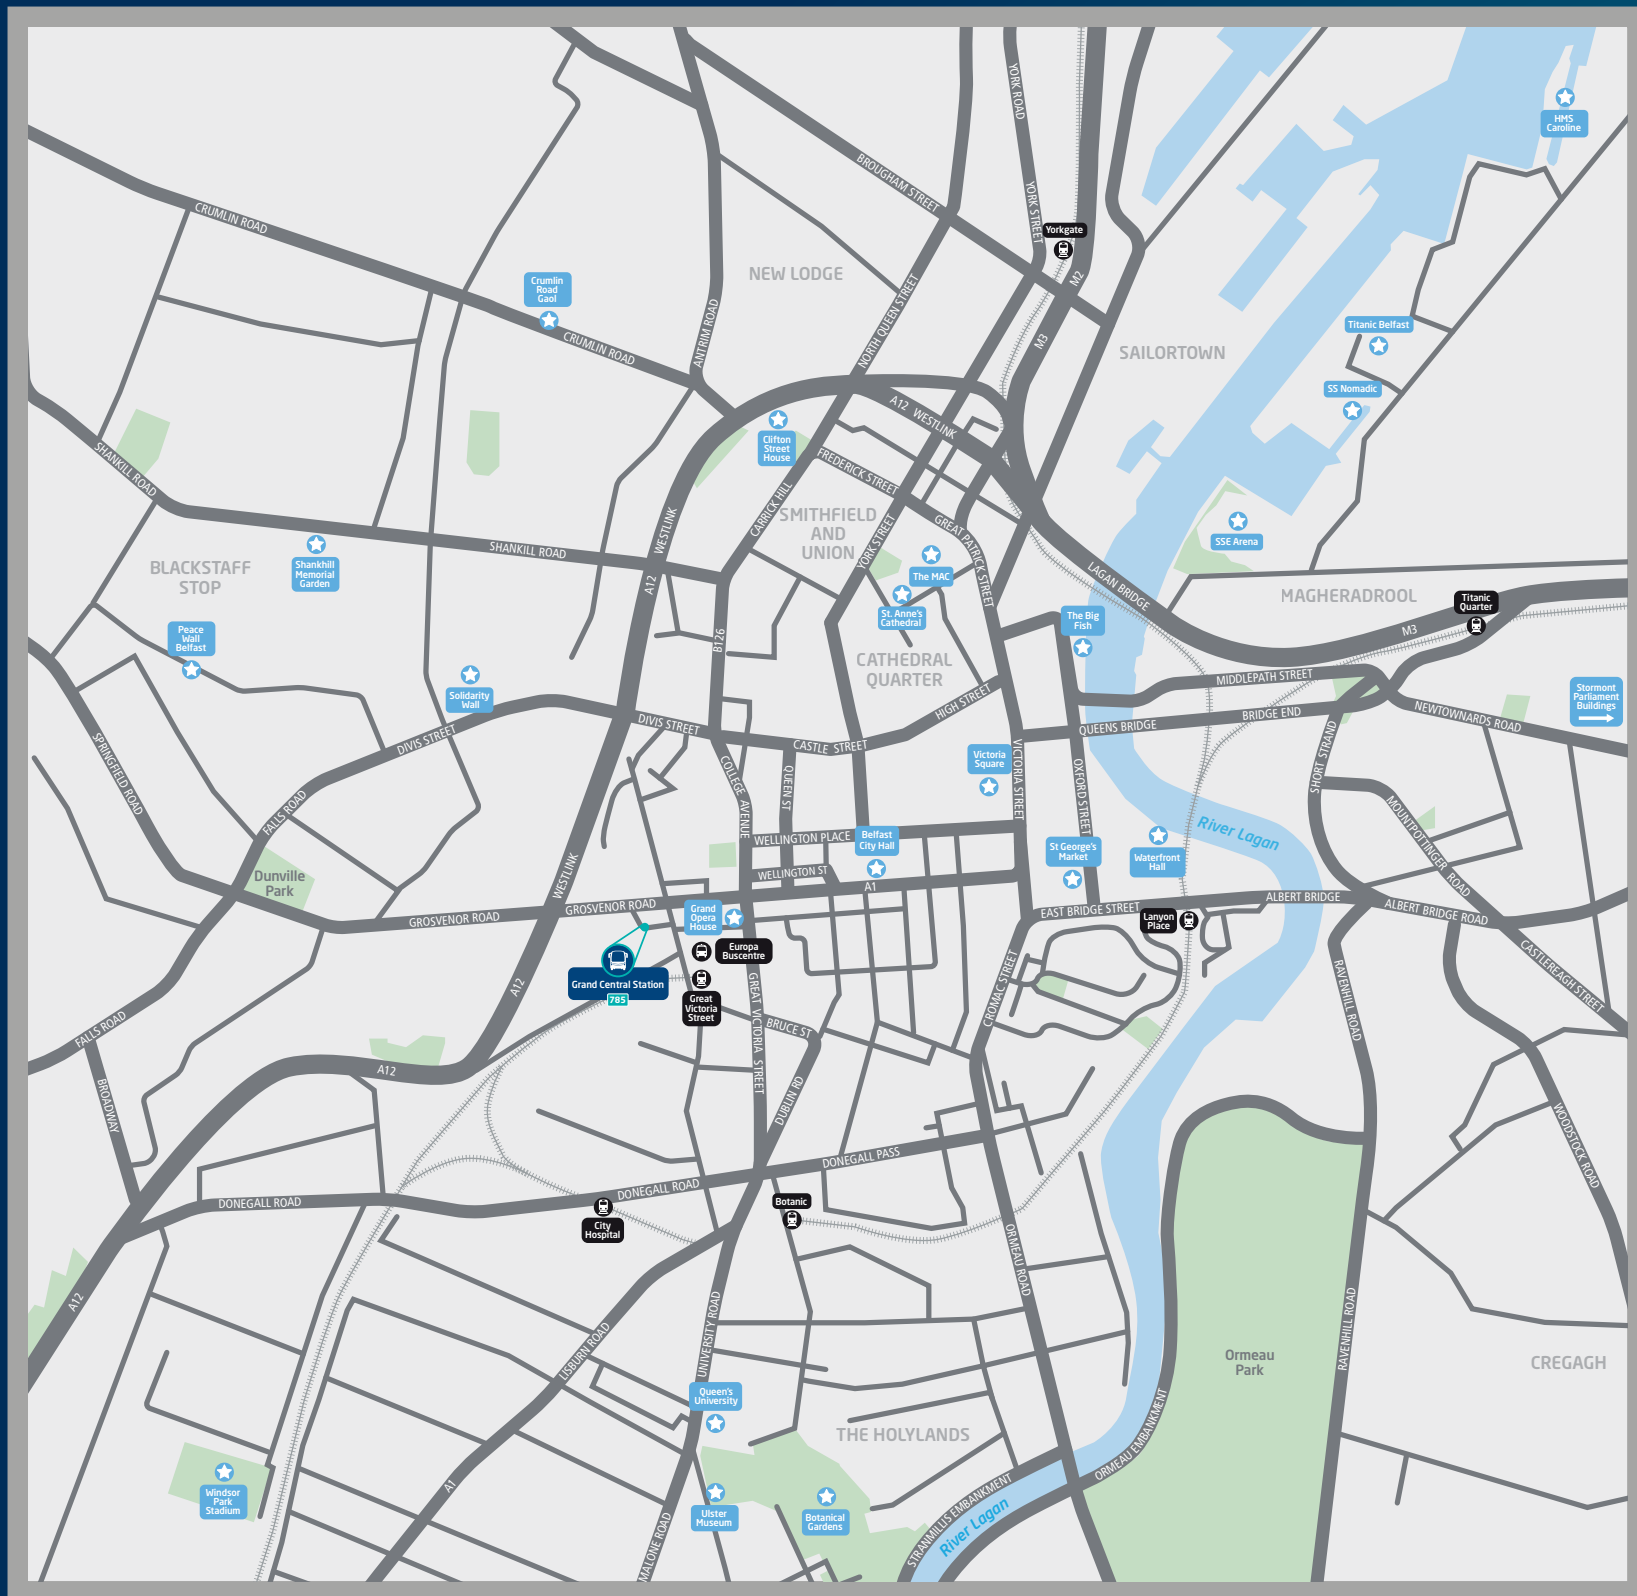 HMS
Caroline
YORK ROAD
BROUGHAM STREET
YORK STREET
CRUMLIN ROAD
Yorkgate
M2
NEW LODGE
Crumlin
Road
Gaol
NORTH QUEEN STREET
ANTRIM ROAD
CRUMLIN ROAD
M3
SAILORTOWN
Titanic Belfast
SS Nomadic
A12 WESTLINK
Clifton
Street
House
FREDERICK STREET
SHANKILL ROAD
CARRICK HILL
SMITHFIELD
AND
UNION
YORK STREET
GREAT PATRICK STREET
SSE Arena
WESTLINK
SHANKILL ROAD
Shankhill
Memorial
Garden
BLACKSTAFF
STOP
A12
The MAC
St. Anne's
Cathedral
LAGAN BRIDGE
MAGHERADROOL
Titanic
Quarter
M3
The Big
Fish
Peace
Wall
Belfast
B126
CATHEDRAL
QUARTER
Solidarity
Wall
HIGH STREET
MIDDLEPATH STREET
Stormont
Parliament
Buildings
BRIDGE END
NEWTOWNARDS ROAD
QUEENS BRIDGE
DIVIS STREET
DIVIS STREET
CASTLE STREET
SPRINGFIELD ROAD
Victoria
Square
VICTORIA STREET
OXFORD STREET
SHORT STRAND
COLLEGE AVENUE
QUEEN ST
FALLS ROAD
MOUNTPOTTINGER ROAD
River Lagan
WELLINGTON PLACE
Belfast
City Hall
St George's
Market
Waterfront
Hall
WELLINGTON ST
A1
Dunville
Park
WESTLINK
GROSVENOR ROAD
GROSVENOR ROAD
Grand
Opera
House
EAST BRIDGE STREET
ALBERT BRIDGE
ALBERT BRIDGE ROAD
Lanyon
Place
Europa
Buscentre
CASTLEREAGH STREET
Grand Central Station
785
A12
Great
Victoria
Street
GREAT VICTORIA STREET
CROMAC STREET
RAVENHILL ROAD
FALLS ROAD
BRUCE ST
A12
BROADWAY
DUBLIN RD
WOODSTOCK ROAD
DONEGALL PASS
DONEGALL ROAD
DONEGALL ROAD
Botanic
City
Hospital
ORMEAU ROAD
A12
UNIVERSITY ROAD
LISBURN ROAD
RAVENHILL ROAD
Ormeau
Park
CREGAGH
Queen's
University
THE HOLYLANDS
ORMEAU EMBANKMENT
A1
Windsor
Park
Stadium
Ulster
Museum
Botanical
Gardens
STRANMILLIS EMBANKMENT
River Lagan
MALONE ROAD